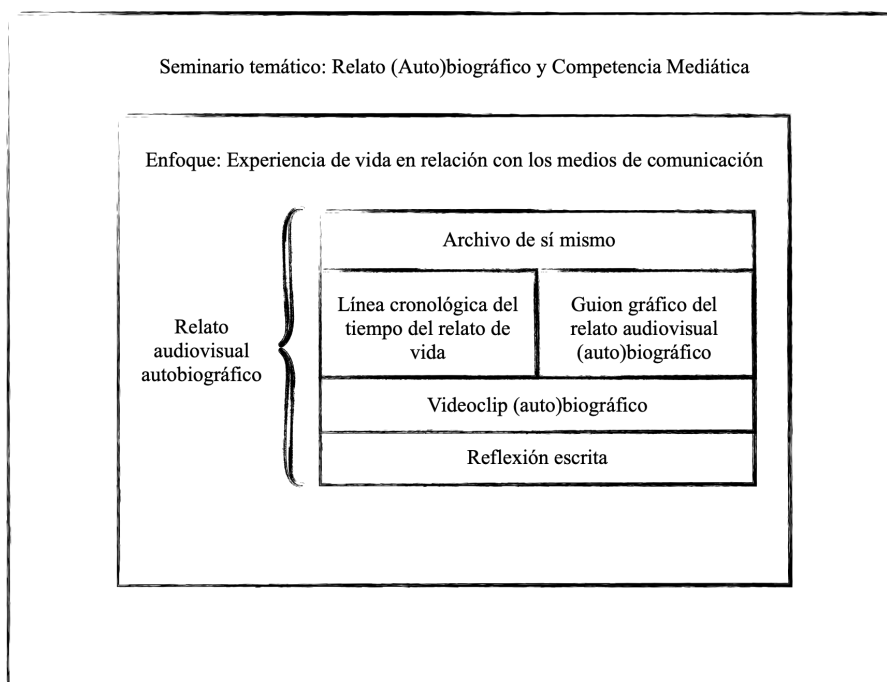 Seminario temático: Relato (Auto)biográfico y Competencia Mediática
Enfoque: Experiencia de vida en relación con los medios de comunicación
Relato
audiovisual
autobiográfico
Archivo de sí mismo
Línea cronológica del
tiempo del relato de
vida
Guion gráfico del
relato audiovisual
(auto)biográfico
Videoclip (auto)biográfico
Reflexión escrita